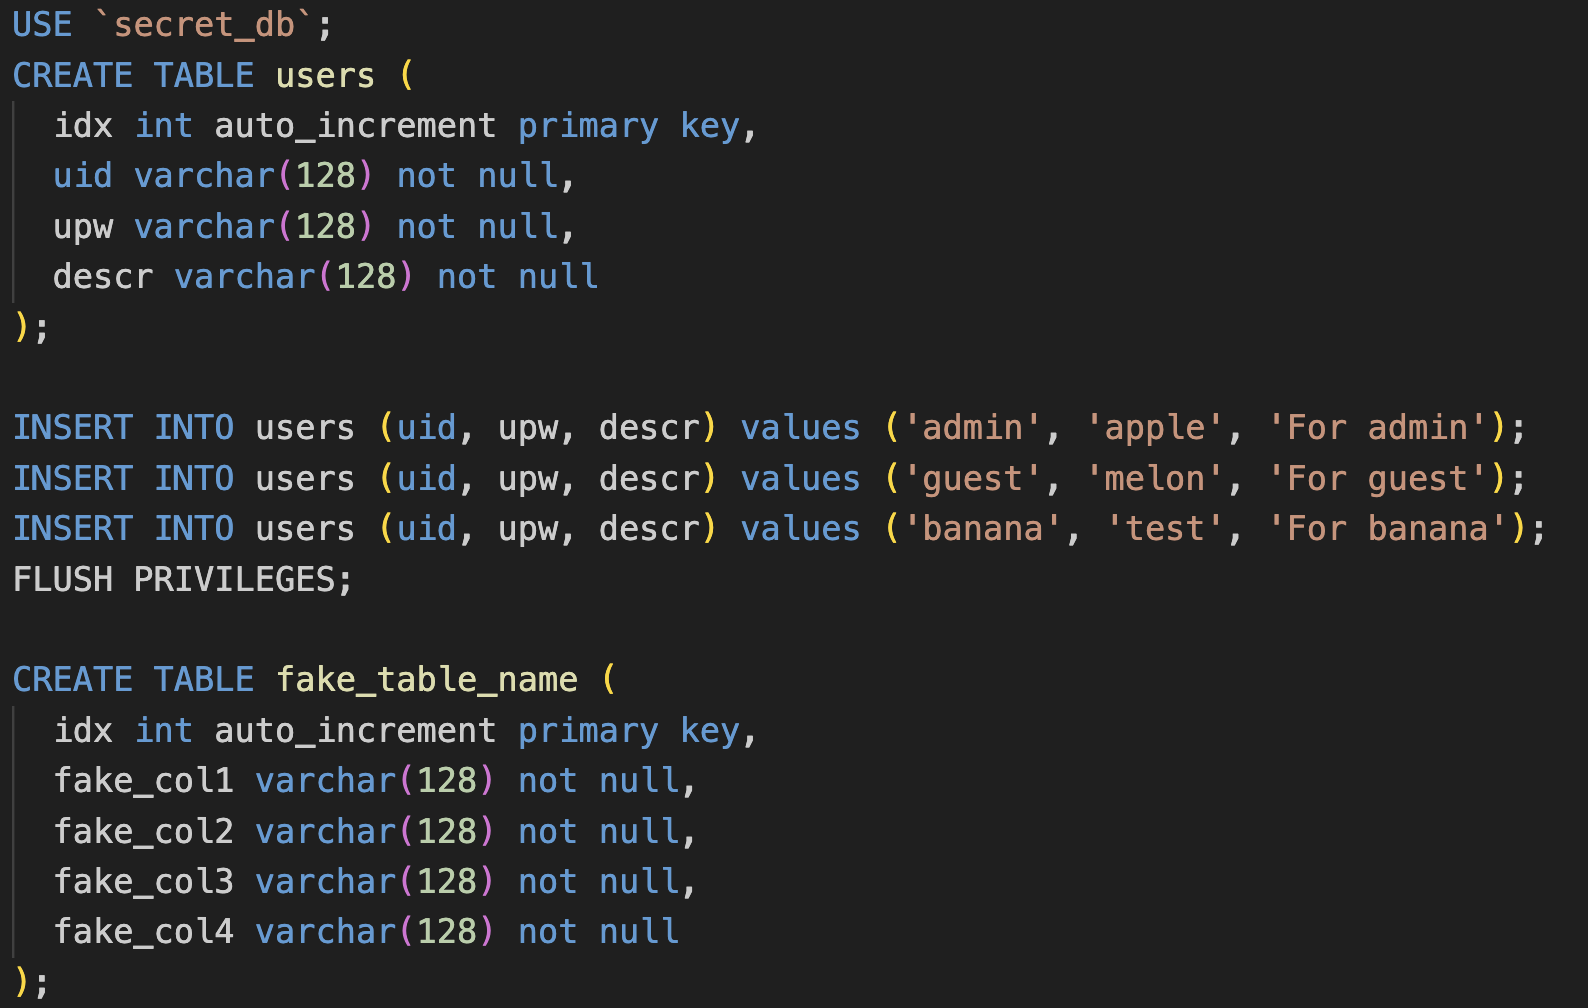 USE `secret_db`;
CREATE TABLE users (
  idx int auto_increment primary key,
  uid varchar(128) not null,
  upw varchar(128) not null,
  descr varchar(128) not null
);

INSERT INTO users (uid, upw, descr) values ('admin', 'apple', 'For admin');
INSERT INTO users (uid, upw, descr) values ('guest', 'melon', 'For guest');
INSERT INTO users (uid, upw, descr) values ('banana', 'test', 'For banana');
FLUSH PRIVILEGES;

CREATE TABLE fake_table_name (
  idx int auto_increment primary key,
  fake_col1 varchar(128) not null,
  fake_col2 varchar(128) not null,
  fake_col3 varchar(128) not null,
  fake_col4 varchar(128) not null
);